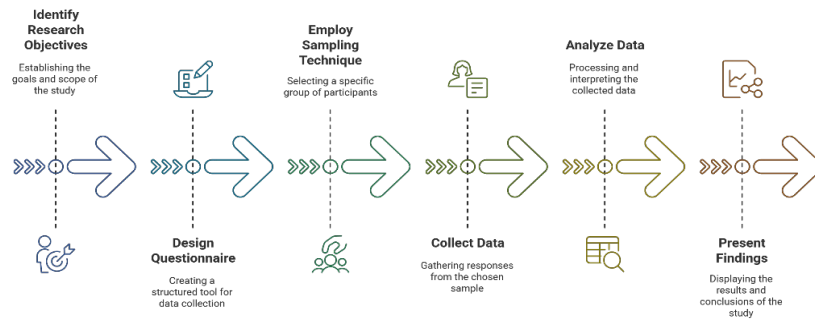 Identify
Research
Objectives
Establishing the
goals and scope of
the study
Design
Questionnaire
Creating a
structured tool for
data collection
Employ
Sampling
Technique
Selecting a specific
group of participants
Collect Data
Gathering responses
from the chosen
sample
Analyze Data
Processing and
interpreting the
collected data
Present
Findings
Displaying the
results and
conclusions of the
study